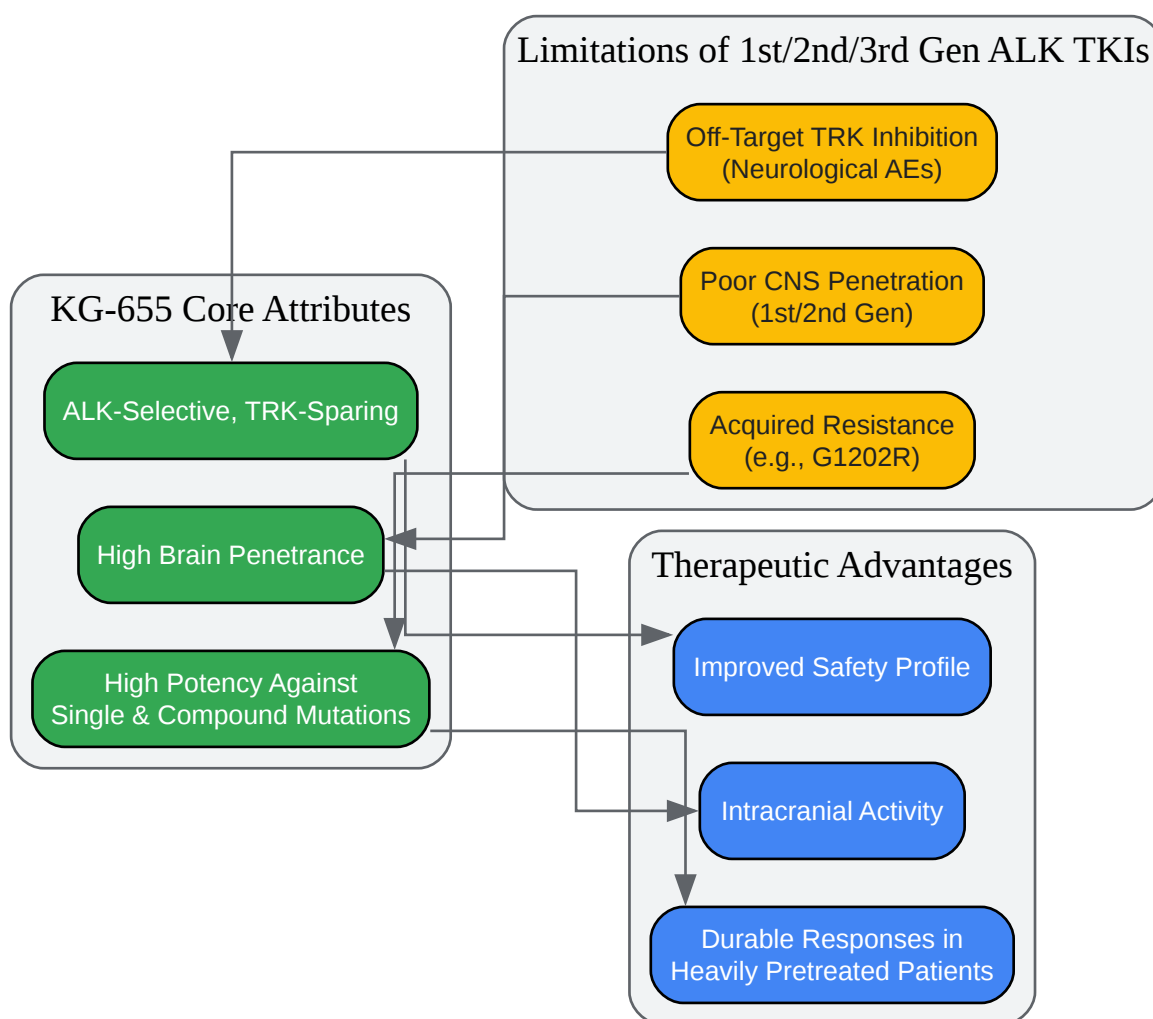 Limitations of 1st/2nd/3rd Gen ALK TKIs
Off-Target TRK Inhibition
(Neurological AEs)
Poor CNS Penetration
(1st/2nd Gen)
Acquired Resistance
(e.g., G1202R)
KG-655 Core Attributes
ALK-Selective, TRK-Sparing
High Brain Penetrance
High Potency Against
Single & Compound Mutations
Therapeutic Advantages
Improved Safety Profile
Intracranial Activity
Durable Responses in
Heavily Pretreated Patients